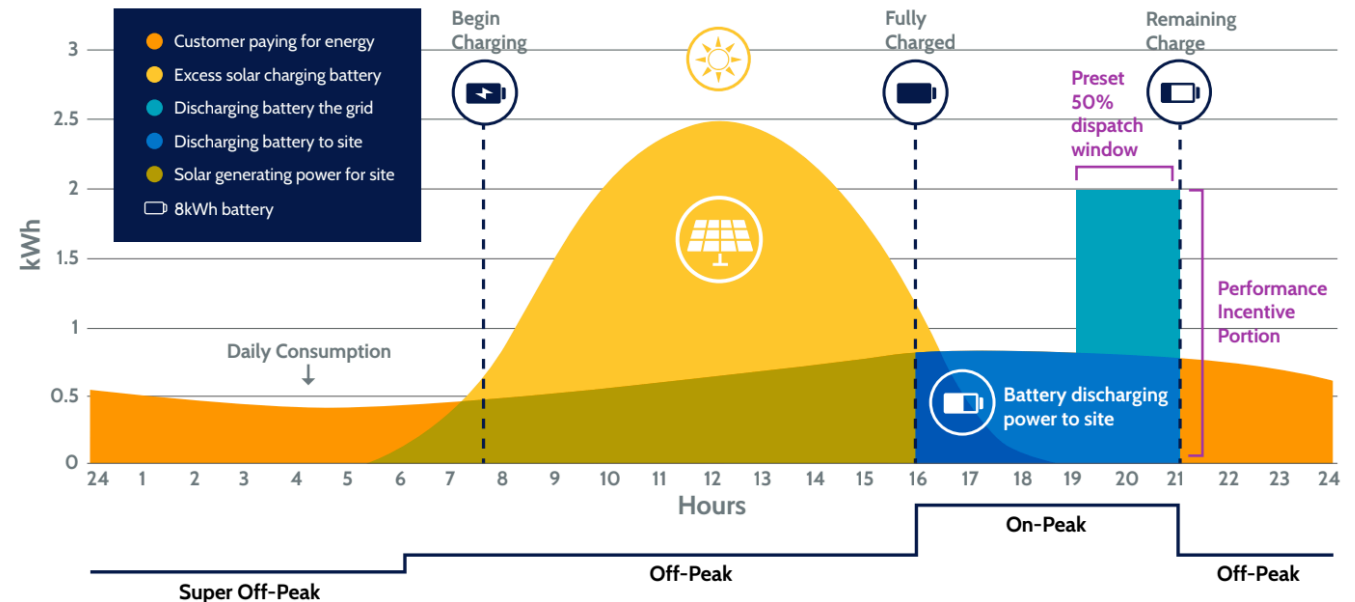 Customer paying for energy
Excess solar charging battery
Discharging battery the grid
Discharging battery to site
Solar generating power for site
8kWh battery
Begin
Charging
Fully
Charged
Remaining
Charge
Preset
50%
dispatch
window
Performance
Incentive
Portion
Daily Consumption
Battery discharging
power to site
kWh
3
2.5
2
1.5
1
0.5
0
24 1 2 3 4 5 6 7 8 9 10 11 12 13 14 15 16 17 18 19 20 21 22 23 24
Hours
Super Off-Peak
Off-Peak
On-Peak
Off-Peak